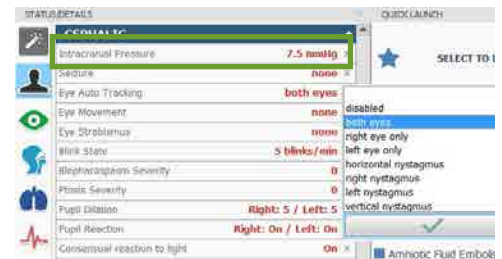 STATUS/DETAILS
QUICK LAUNCH
CEPHALIC
Intracranial Pressure 7.5 mmHg ×
SELECT TO
Seizure none ×
Eye Auto Tracking both eyes
Eye Movement none
Eye Strabismus none
Blink State 5 blinks/min
Blepharospasm Severity 0
Ptosis Severity 0
Pupil Dilation Right: 5 / Left: 5
Pupil Reaction Right: On / Left: On
Consensual reaction to light On ×
disabled
both eyes
right eye only
left eye only
horizontal nystagmus
right nystagmus
left nystagmus
vertical nystagmus
Amniotic Fluid